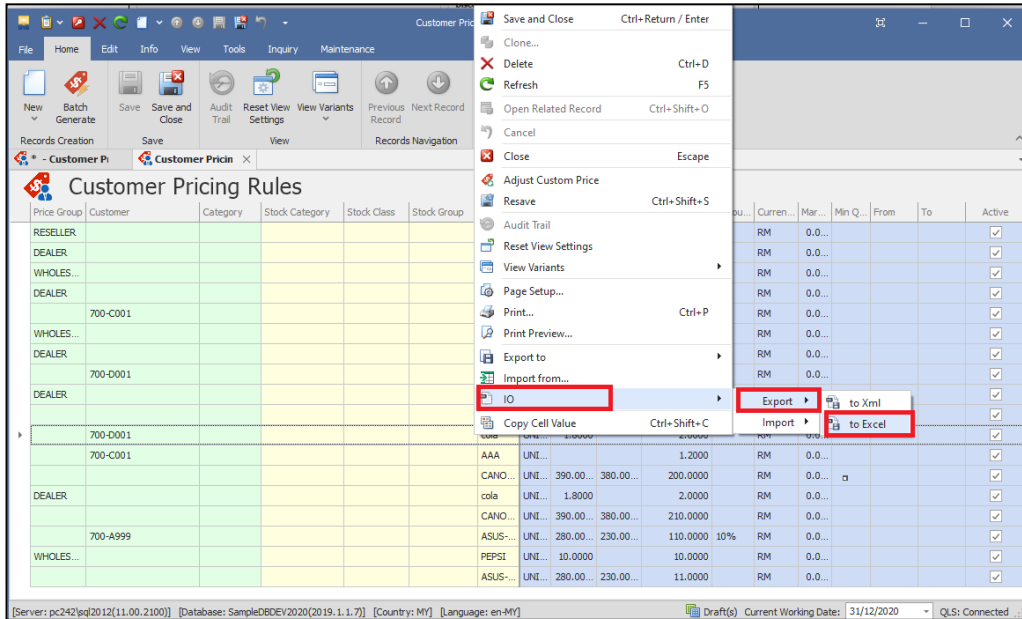 Customer Pric
File Home Edit Info View Tools Inquiry Maintenance
New Batch Generate Save Save and Close Audit Trail Reset View Settings View Variants Previous Record Next Record
Records Creation Save View Records Navigation
* - Customer Pr Customer Pricin
Customer Pricing Rules
Price Group Customer Category Stock Category Stock Class Stock Group ou... Curren... Mar... Min Q... From To Active
RESELLER RM 0.0...
DEALER RM 0.0...
WHOLES... RM 0.0...
DEALER RM 0.0...
700-C001 RM 0.0...
WHOLES... RM 0.0...
DEALER RM 0.0...
700-D001 RM 0.0...
DEALER
700-D001 cola UNI... 1.8000 2.0000 RM 0.0...
700-C001 AAA UNI... 1.2000 RM 0.0...
CANO... UNI... 390.00... 380.00... 200.0000 RM 0.0...
DEALER cola UNI... 1.8000 2.0000 RM 0.0...
CANO... UNI... 390.00... 380.00... 210.0000 RM 0.0...
700-A999 ASUS-... UNI... 280.00... 230.00... 110.0000 10% RM 0.0...
WHOLES... PEPSI UNI... 10.0000 10.0000 RM 0.0...
ASUS-... UNI... 280.00... 230.00... 11.0000 RM 0.0...
Save and Close Ctrl+Return / Enter
Clone...
Delete Ctrl+D
Refresh F5
Open Related Record Ctrl+Shift+O
Cancel
Close Escape
Adjust Custom Price
Resave Ctrl+Shift+S
Audit Trail
Reset View Settings
View Variants
Page Setup...
Print... Ctrl+P
Print Preview...
Export to
Import from...
IO
Copy Cell Value Ctrl+Shift+C
Export
Import
to Xml
to Excel
[Server: pc242\sql2012(11.00.2100)] [Database: SampleDBDEV2020(2019.1.1.7)] [Country: MY] [Language: en-MY] Draft(s) Current Working Date: 31/12/2020 QLS: Connected